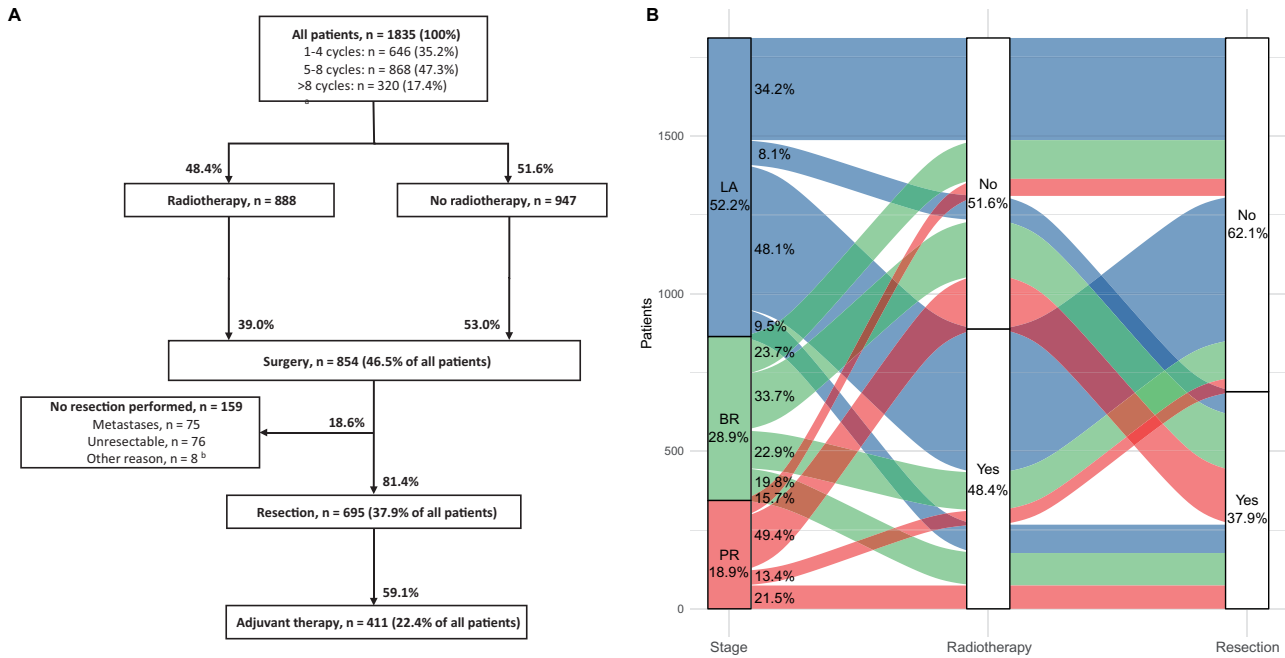 A
All patients, n = 1835 (100%)
1-4 cycles: n = 646 (35.2%)
5-8 cycles: n = 868 (47.3%)
>8 cycles: n = 320 (17.4%)
a
48.4%
51.6%
Radiotherapy, n = 888
No radiotherapy, n = 947
39.0%
53.0%
Surgery, n = 854 (46.5% of all patients)
No resection performed, n = 159
Metastases, n = 75
Unresectable, n = 76
Other reason, n = 8 b
18.6%
81.4%
Resection, n = 695 (37.9% of all patients)
59.1%
Adjuvant therapy, n = 411 (22.4% of all patients)
B
Patients
1500
1000
500
0
LA
52.2%
BR
28.9%
PR
18.9%
34.2%
8.1%
48.1%
9.5%
23.7%
33.7%
22.9%
19.8%
15.7%
49.4%
13.4%
21.5%
No
51.6%
Yes
48.4%
No
62.1%
Yes
37.9%
Stage
Radiotherapy
Resection